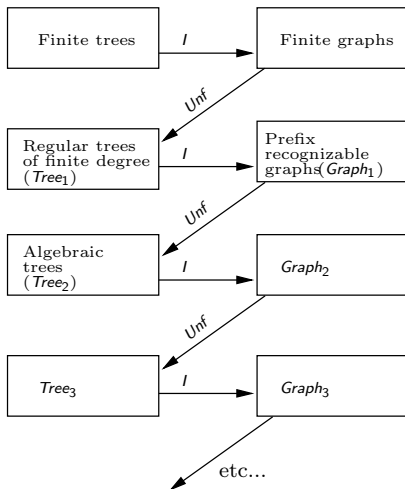 Finite trees
I
Finite graphs
Unf
Regular trees
of finite degree
(Tree₁)
I
Prefix
recognizable
graphs(Graph₁)
Unf
Algebraic
trees
(Tree₂)
I
Graph₂
Unf
Tree₃
I
Graph₃
etc...